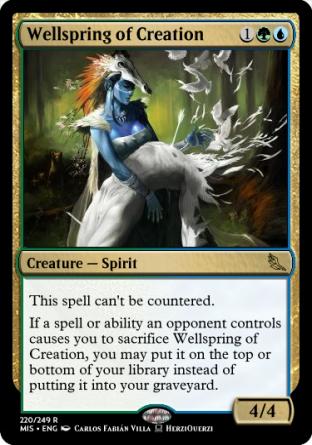 Wellspring of Creation 1
Creature — Spirit
This spell can't be countered.
If a spell or ability an opponent controls
causes you to sacrifice Wellspring of
Creation, you may put it on the top or
bottom of your library instead of
putting it into your graveyard.
4/4
220/249 R
MIS • ENG Carlos Fabián Villa HerziQuerzi